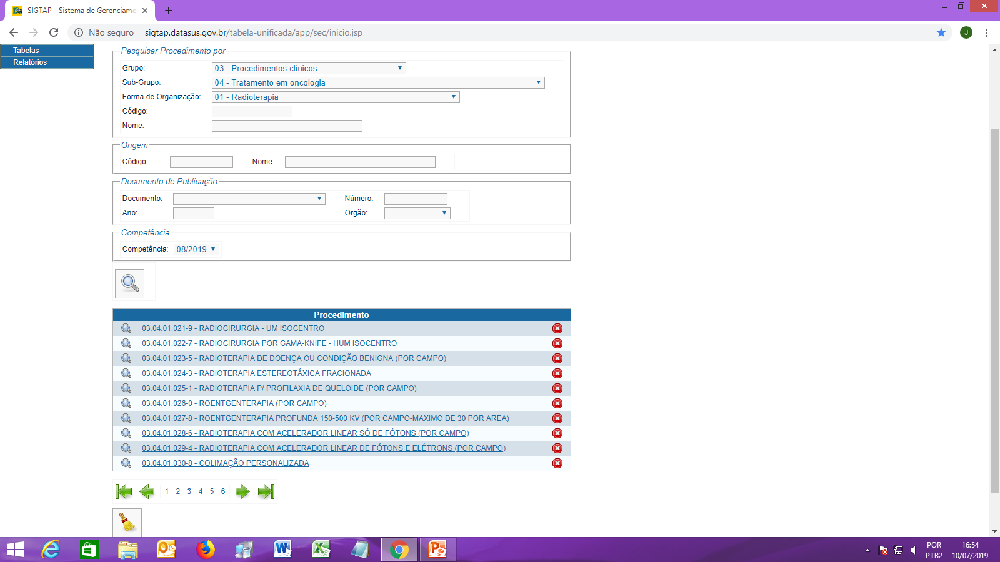 SIGTAP - Sistema de Gerenciame
Não seguro | sigtap.datasus.gov.br/tabela-unificada/app/sec/inicio.jsp
J
Tabelas
Relatórios
Pesquisar Procedimento por
Grupo: 03 - Procedimentos clínicos
Sub-Grupo: 04 - Tratamento em oncologia
Forma de Organização: 01 - Radioterapia
Código:
Nome:
Origem
Código: Nome:
Documento de Publicação
Documento: Número:
Ano: Orgão:
Competência
Competência: 08/2019
Procedimento
03.04.01.021-9 - RADIOCIRURGIA - UM ISOCENTRO
03.04.01.022-7 - RADIOCIRURGIA POR GAMA-KNIFE - HUM ISOCENTRO
03.04.01.023-5 - RADIOTERAPIA DE DOENÇA OU CONDIÇÃO BENIGNA (POR CAMPO)
03.04.01.024-3 - RADIOTERAPIA ESTEREOTÁXICA FRACIONADA
03.04.01.025-1 - RADIOTERAPIA P/ PROFILAXIA DE QUELOIDE (POR CAMPO)
03.04.01.026-0 - ROENTGENTERAPIA (POR CAMPO)
03.04.01.027-8 - ROENTGENTERAPIA PROFUNDA 150-500 KV (POR CAMPO-MAXIMO DE 30 POR AREA)
03.04.01.028-6 - RADIOTERAPIA COM ACELERADOR LINEAR SÓ DE FÓTONS (POR CAMPO)
03.04.01.029-4 - RADIOTERAPIA COM ACELERADOR LINEAR DE FÓTONS E ELÉTRONS (POR CAMPO)
03.04.01.030-8 - COLIMAÇÃO PERSONALIZADA
1 2 3 4 5 6
POR 16:54
PTB2 10/07/2019